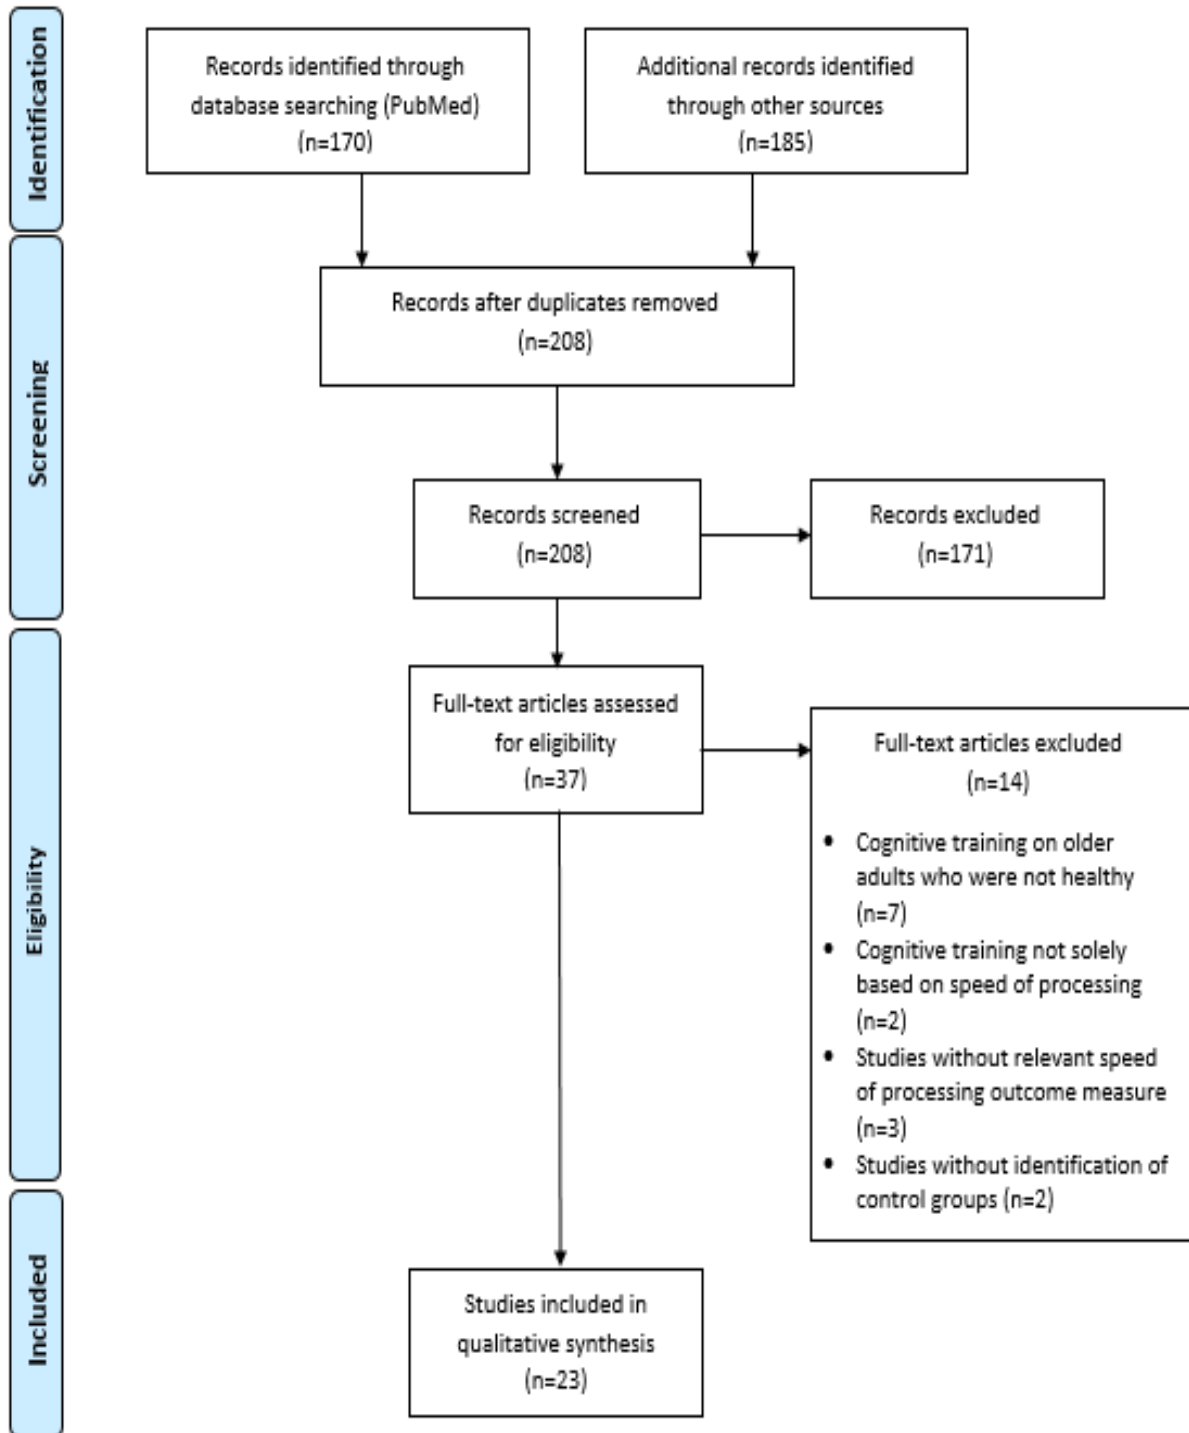 Identification
Records identified through
database searching (PubMed)
(n=170)
Additional records identified
through other sources
(n=185)
Screening
Records after duplicates removed
(n=208)
Records screened
(n=208)
Records excluded
(n=171)
Eligibility
Full-text articles assessed
for eligibility
(n=37)
Full-text articles excluded
(n=14)
• Cognitive training on older
adults who were not healthy
(n=7)
• Cognitive training not solely
based on speed of processing
(n=2)
• Studies without relevant speed
of processing outcome measure
(n=3)
• Studies without identification of
control groups (n=2)
Included
Studies included in
qualitative synthesis
(n=23)